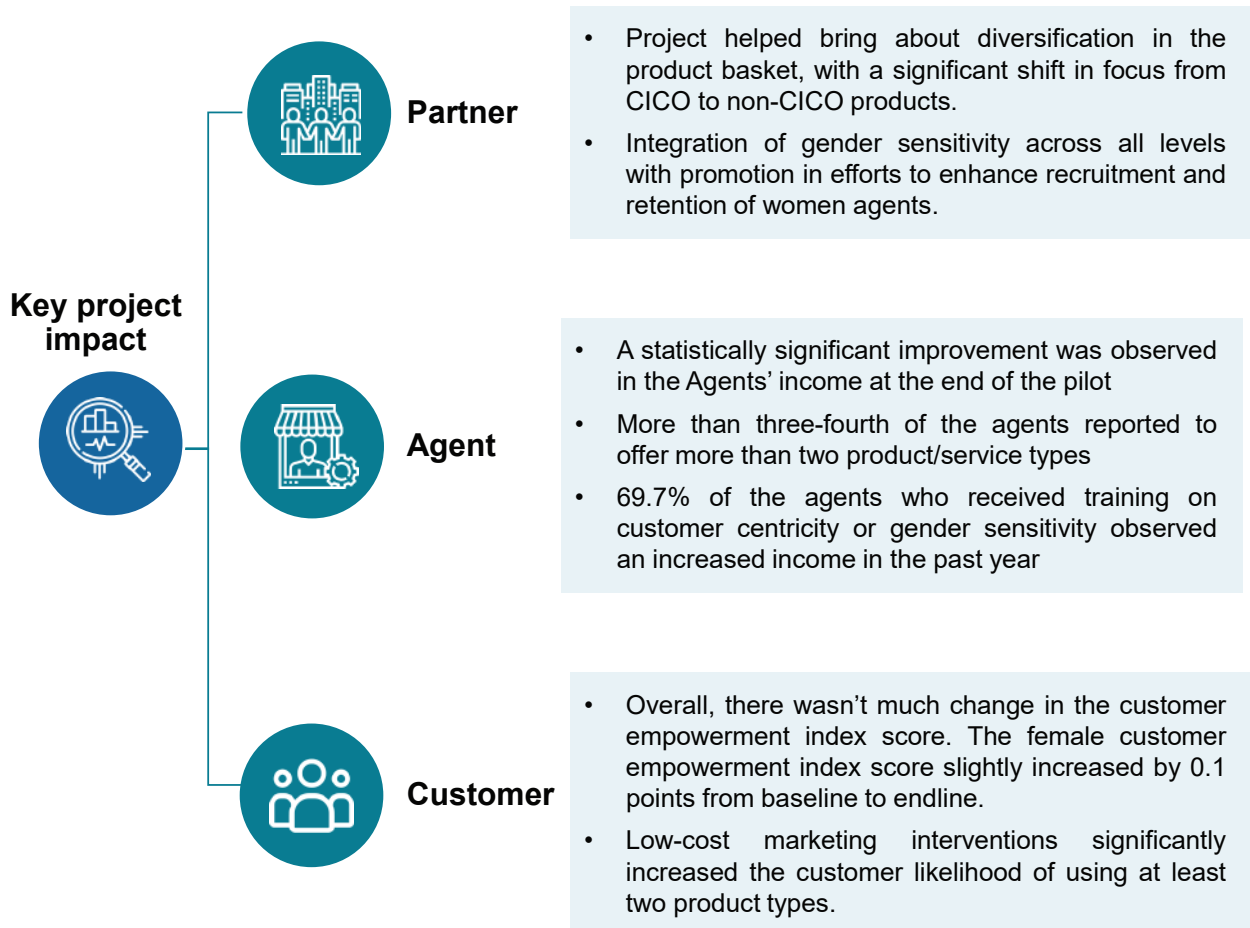 Key project
impact
Partner
• Project helped bring about diversification in the
product basket, with a significant shift in focus from
CICO to non-CICO products.
• Integration of gender sensitivity across all levels
with promotion in efforts to enhance recruitment and
retention of women agents.
Agent
• A statistically significant improvement was observed
in the Agents’ income at the end of the pilot
• More than three-fourth of the agents reported to
offer more than two product/service types
• 69.7% of the agents who received training on
customer centricity or gender sensitivity observed
an increased income in the past year
Customer
• Overall, there wasn’t much change in the customer
empowerment index score. The female customer
empowerment index score slightly increased by 0.1
points from baseline to endline.
• Low-cost marketing interventions significantly
increased the customer likelihood of using at least
two product types.